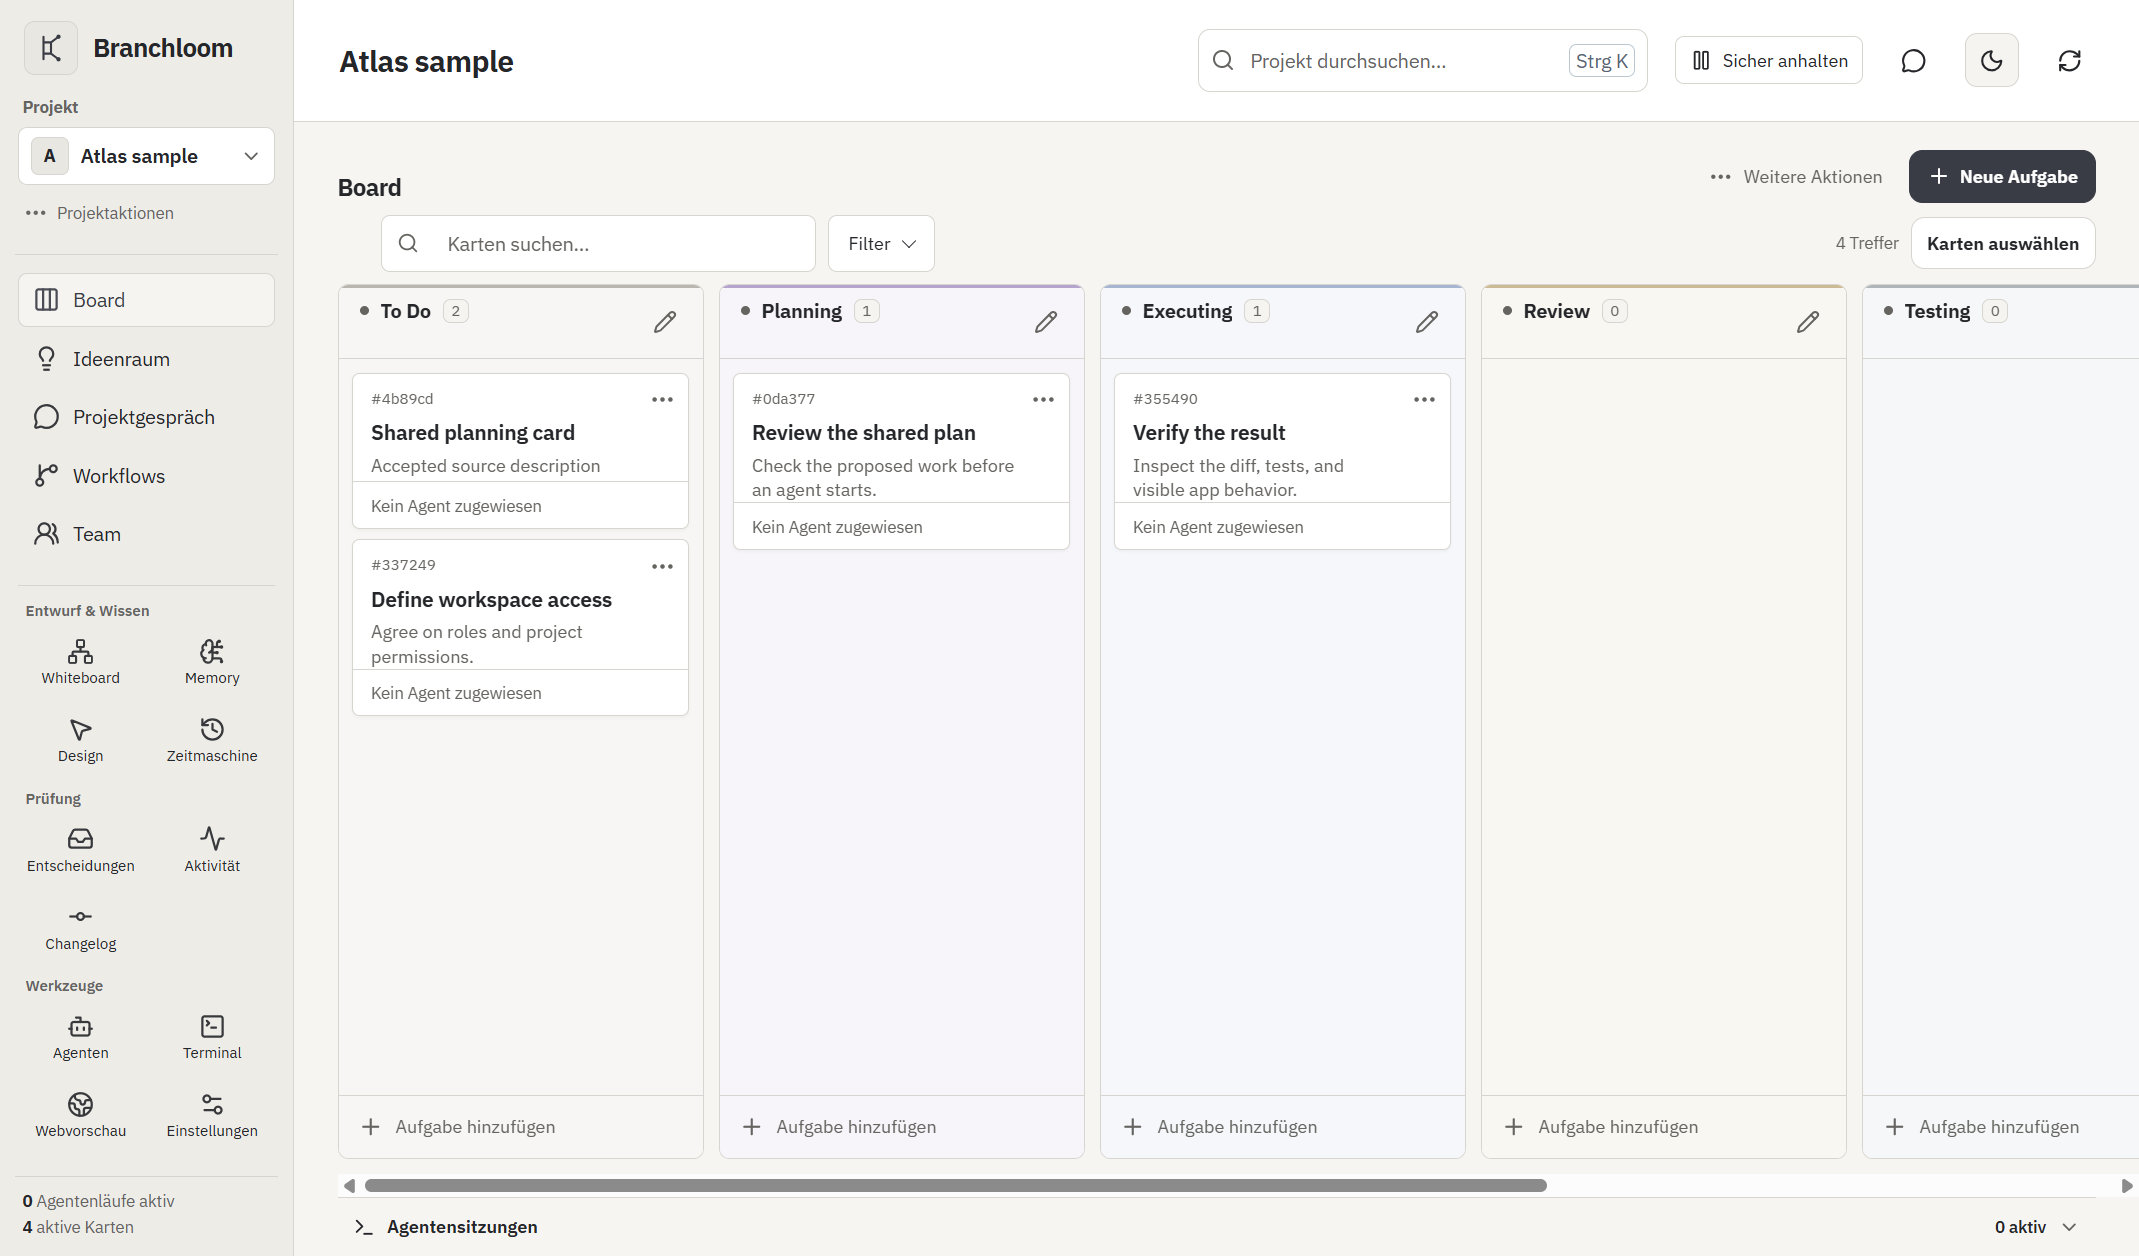 Branchloom
Projekt
A Atlas sample
Projektaktionen
Board
Ideenraum
Projektgespräch
Workflows
Team
Entwurf & Wissen
Whiteboard Memory
Design Zeitmaschine
Prüfung
Entscheidungen Aktivität
Changelog
Werkzeuge
Agenten Terminal
Webvorschau Einstellungen
0 Agentenläufe aktiv
4 aktive Karten
Atlas sample
Projekt durchsuchen... Strg K
Sicher anhalten
Board
Weitere Aktionen
Neue Aufgabe
Karten suchen...
Filter
4 Treffer
Karten auswählen
To Do 2
#4b89cd
Shared planning card
Accepted source description
Kein Agent zugewiesen
#337249
Define workspace access
Agree on roles and project
permissions.
Kein Agent zugewiesen
Aufgabe hinzufügen
Planning 1
#0da377
Review the shared plan
Check the proposed work before
an agent starts.
Kein Agent zugewiesen
Aufgabe hinzufügen
Executing 1
#355490
Verify the result
Inspect the diff, tests, and
visible app behavior.
Kein Agent zugewiesen
Aufgabe hinzufügen
Review 0
Aufgabe hinzufügen
Testing 0
Aufgabe hinzufügen
Agentensitzungen
0 aktiv